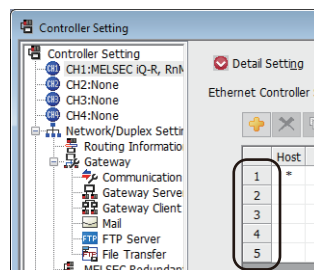 Controller Setting
Controller Setting
CH1:MELSEC iQ-R, RnM
CH2:None
CH3:None
CH4:None
Network/Duplex Settir
Routing Informatio
Gateway
Communication
Gateway Serve
Gateway Client
Mail
FTP Server
File Transfer
MELSEC Redundan
Detail Setting
Ethernet Controller
Host
1 *
2
3
4
5